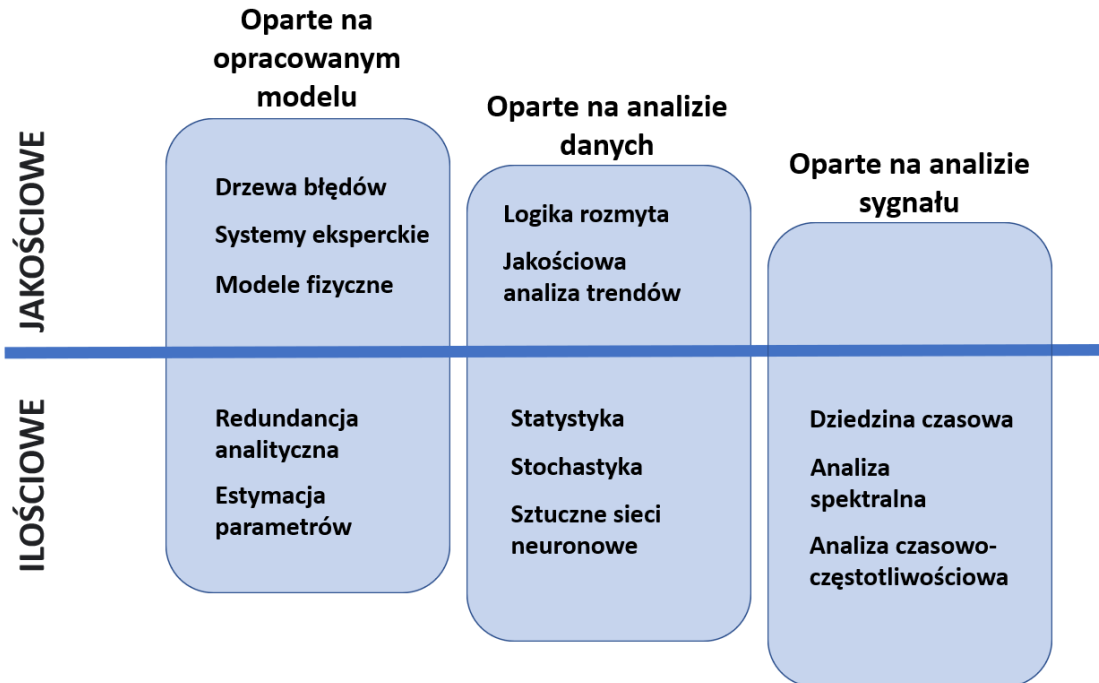 JAKOŚCIOWE
ILOŚCIOWE
Oparte na
opracowanym
modelu
Drzewa błędów
Systemy eksperckie
Modele fizyczne
Redundancja
analityczna
Estymacja
parametrów
Oparte na analizie
danych
Logika rozmyta
Jakościowa
analiza trendów
Statystyka
Stochastyka
Sztuczne sieci
neuronowe
Oparte na analizie
sygnału
Dziedzina czasowa
Analiza
spektralna
Analiza czasowo-
częstotliwościowa